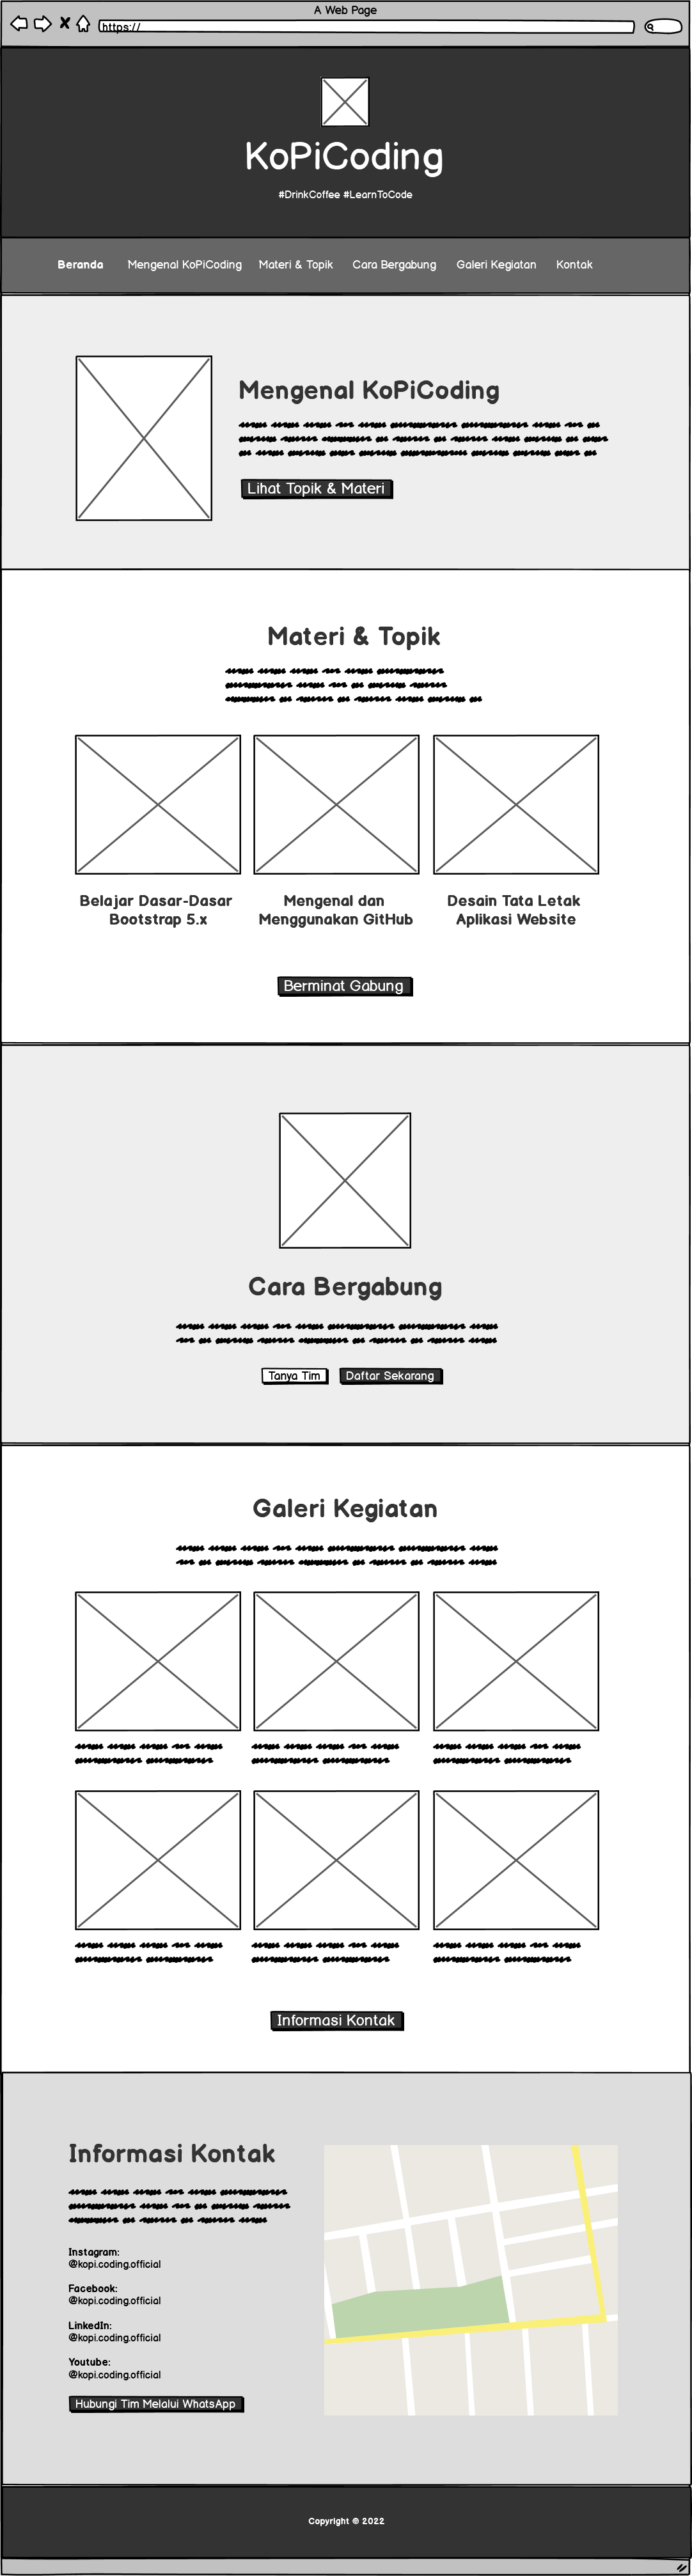 A Web Page
https://
KoPiCoding
#DrinkCoffee #LearnToCode
Beranda Mengenal KoPiCoding Materi & Topik Cara Bergabung Galeri Kegiatan Kontak
Mengenal KoPiCoding
Lihat Topik & Materi
Materi & Topik
Belajar Dasar-Dasar
Bootstrap 5.x
Mengenal dan
Menggunakan GitHub
Desain Tata Letak
Aplikasi Website
Berminat Gabung
Cara Bergabung
Tanya Tim Daftar Sekarang
Galeri Kegiatan
Informasi Kontak
Informasi Kontak
Instagram:
@kopi.coding.official
Facebook:
@kopi.coding.official
LinkedIn:
@kopi.coding.official
Youtube:
@kopi.coding.official
Hubungi Tim Melalui WhatsApp
Copyright © 2022